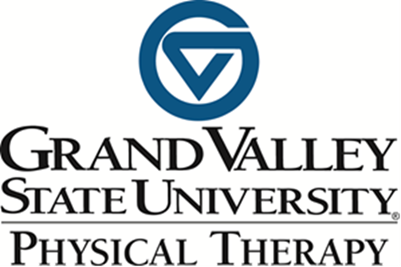 GRAND VALLEY
STATE UNIVERSITY®
PHYSICAL THERAPY